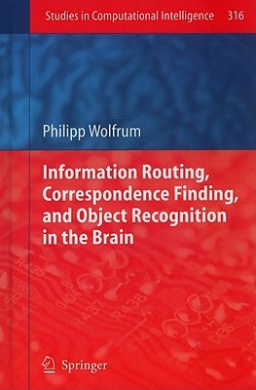 Studies in Computational Intelligence 316
Philipp Wolfrum
Information Routing,
Correspondence Finding,
and Object Recognition
in the Brain
Springer